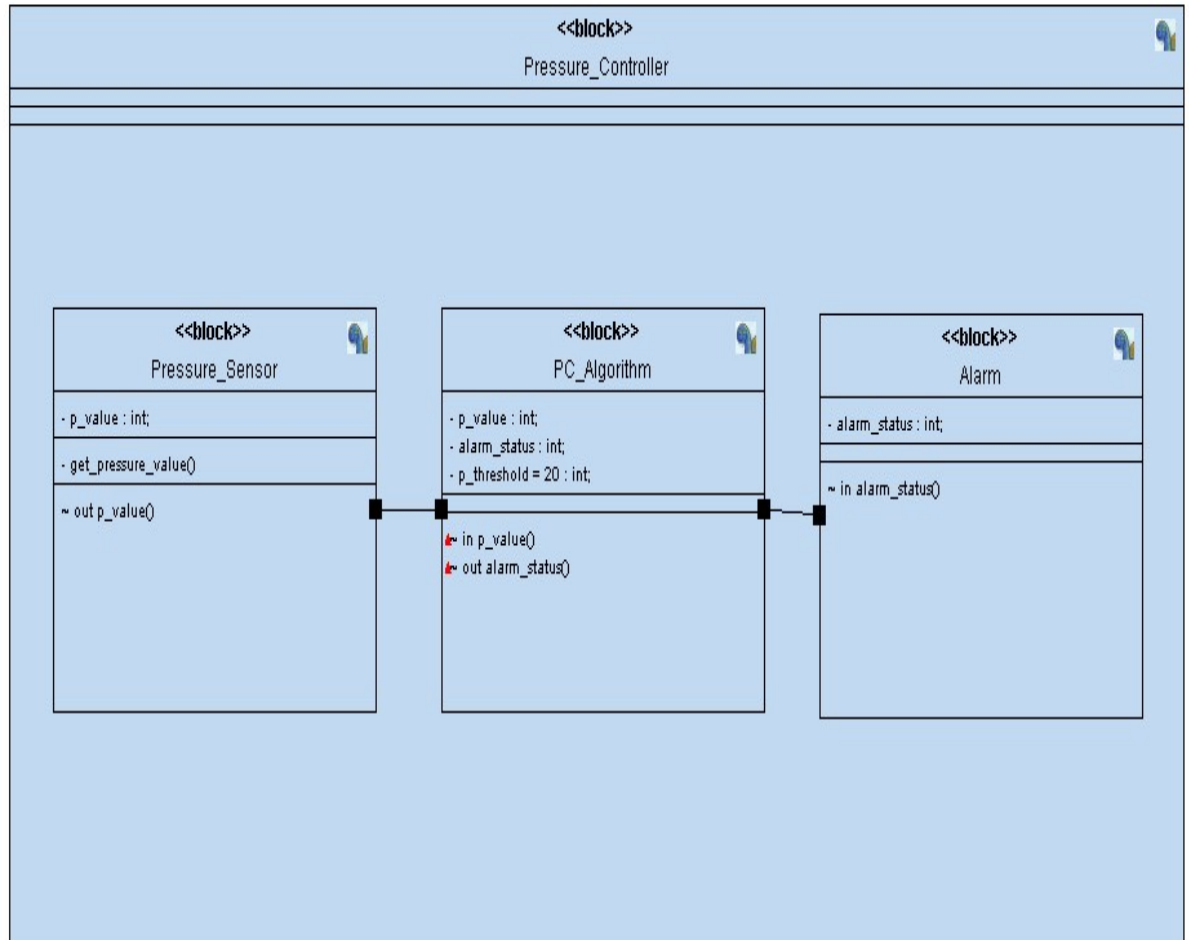 <<block>>
Pressure_Controller
<<block>>
Pressure_Sensor
- p_value : int;
- get_pressure_value()
~ out p_value()
<<block>>
PC_Algorithm
- p_value : int;
- alarm_status : int;
- p_threshold = 20 : int;
~ in p_value()
~ out alarm_status()
<<block>>
Alarm
- alarm_status : int;
~ in alarm_status()